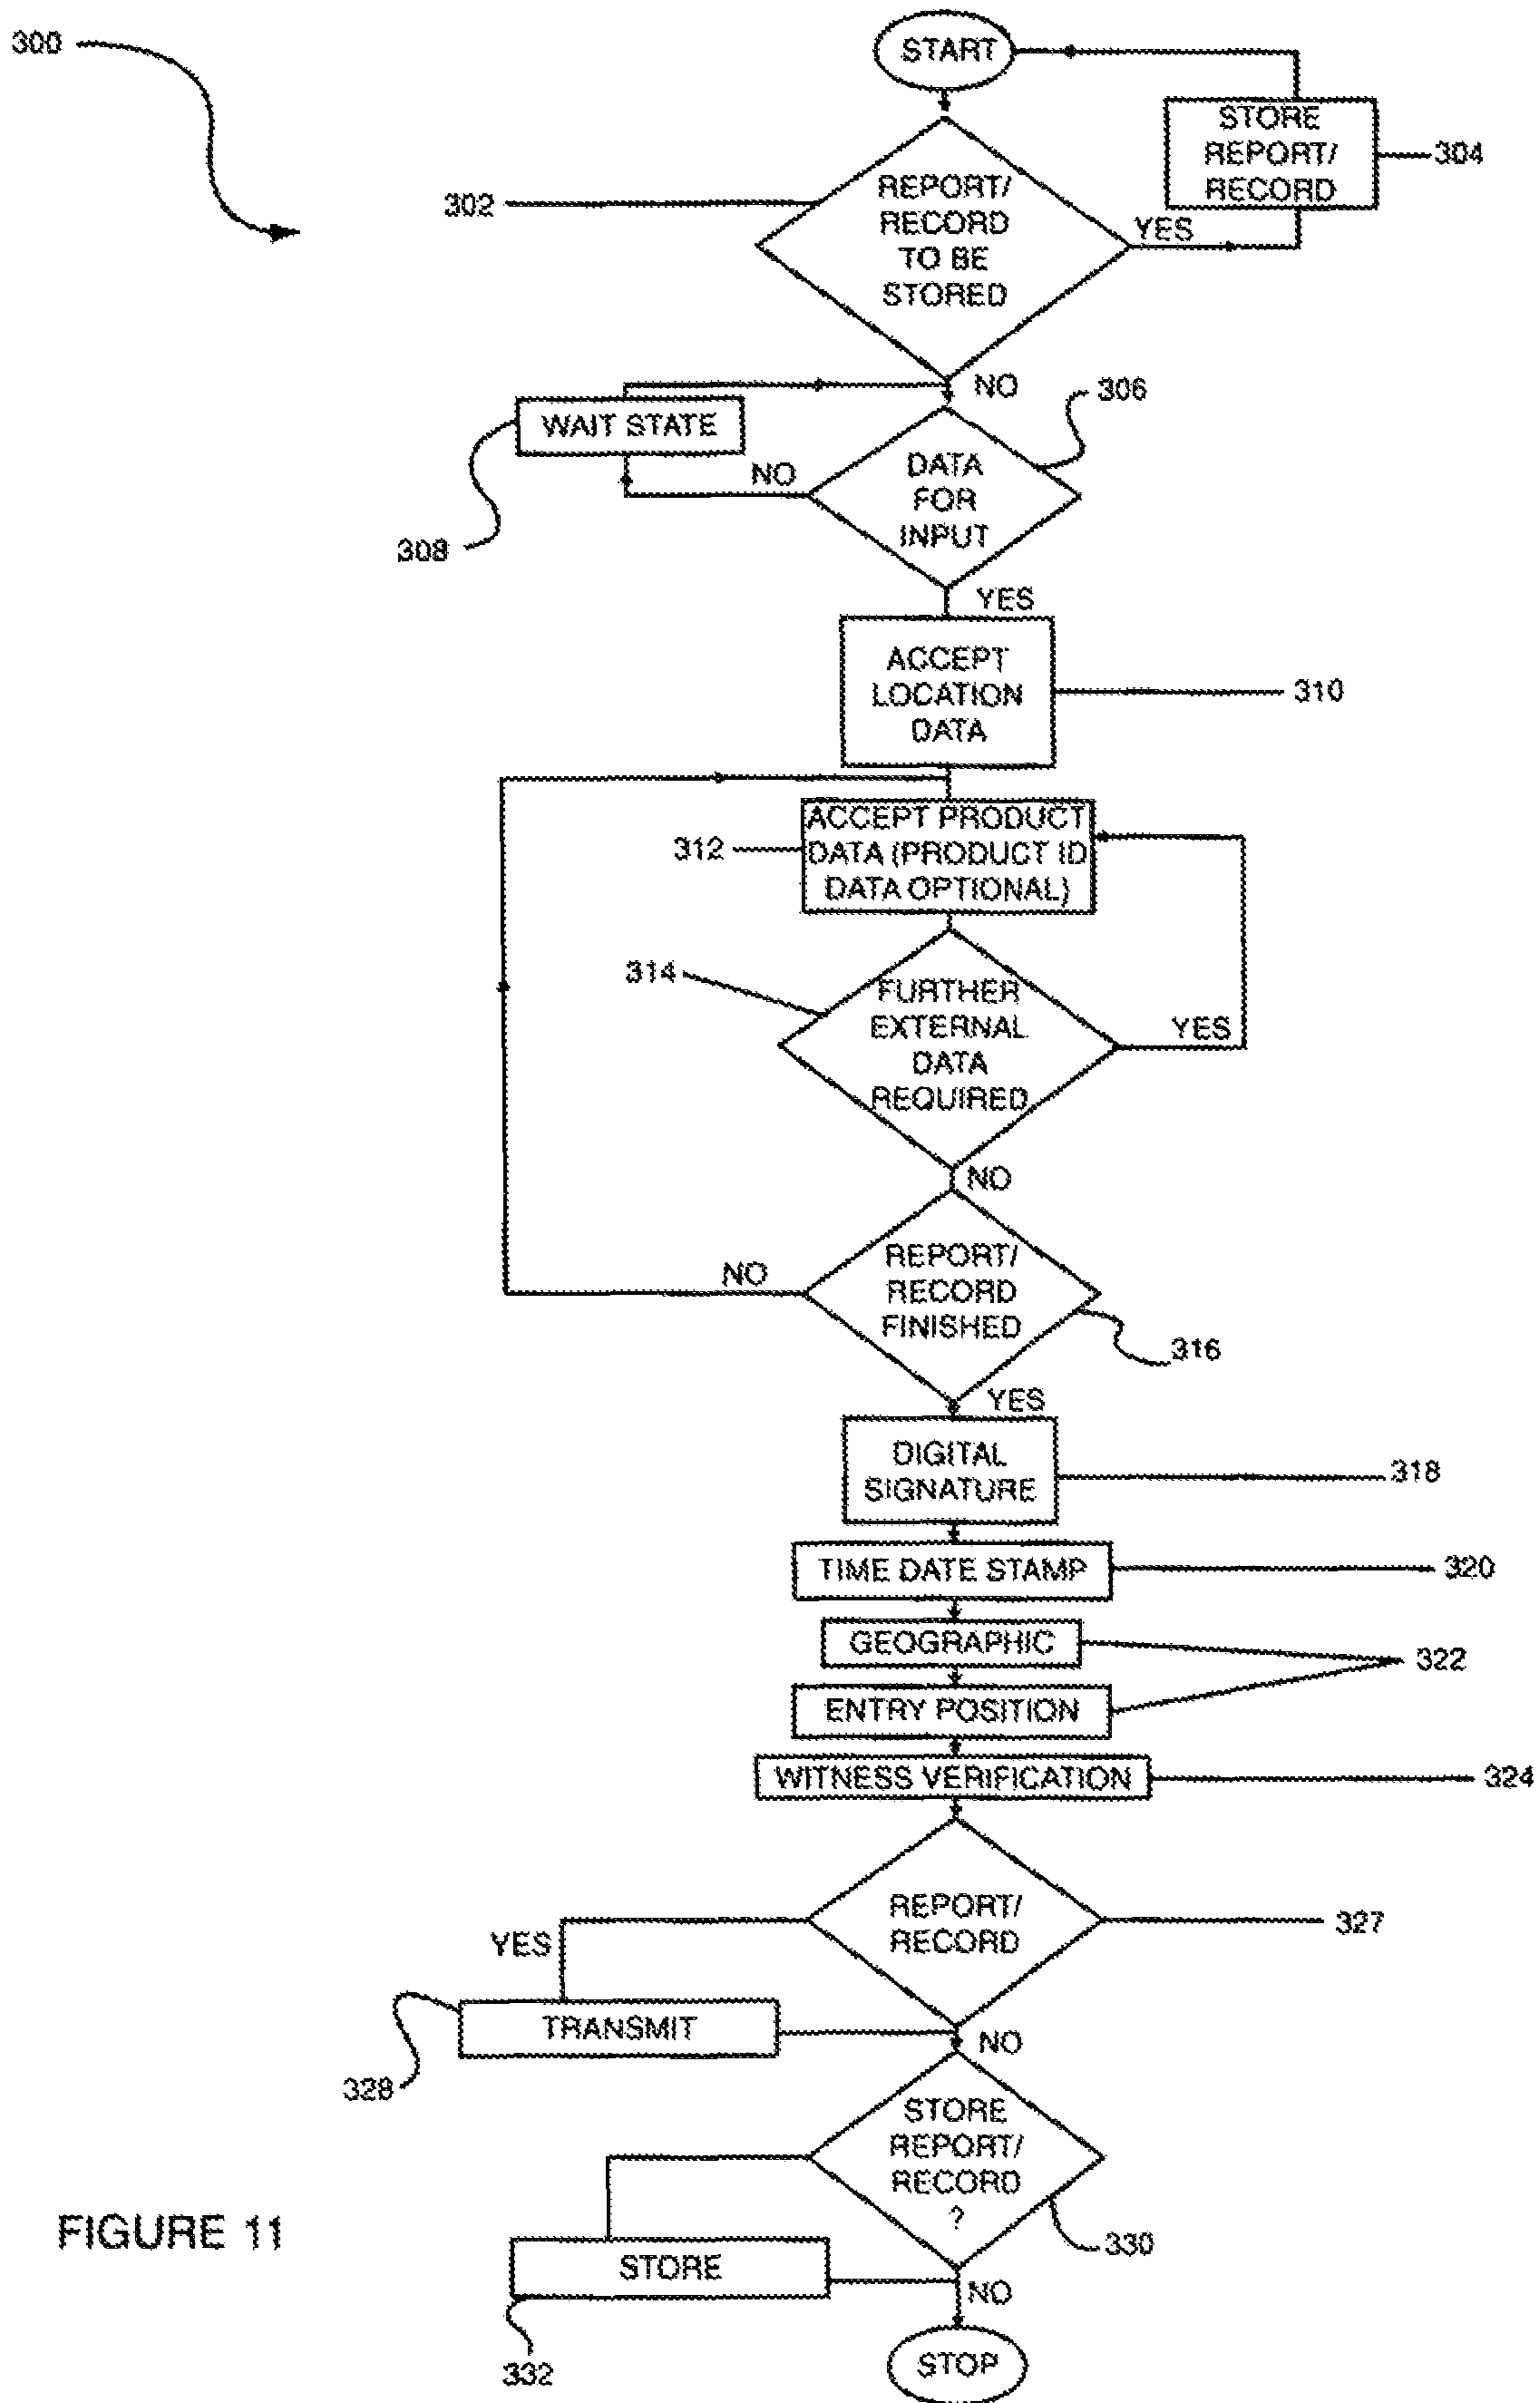 300
START
STORE
REPORT/
RECORD
304
302
REPORT/
RECORD
TO BE
STORED
YES
NO
306
WAIT STATE
308
NO
DATA
FOR
INPUT
YES
ACCEPT
LOCATION
DATA
310
312
ACCEPT PRODUCT
DATA (PRODUCT ID
DATA OPTIONAL)
314
FURTHER
EXTERNAL
DATA
REQUIRED
YES
NO
NO
REPORT/
RECORD
FINISHED
316
YES
DIGITAL
SIGNATURE
318
TIME DATE STAMP
320
GEOGRAPHIC
322
ENTRY POSITION
WITNESS VERIFICATION
324
REPORT/
RECORD
327
YES
TRANSMIT
328
NO
STORE
REPORT/
RECORD
?
330
STORE
332
NO
STOP
FIGURE 11